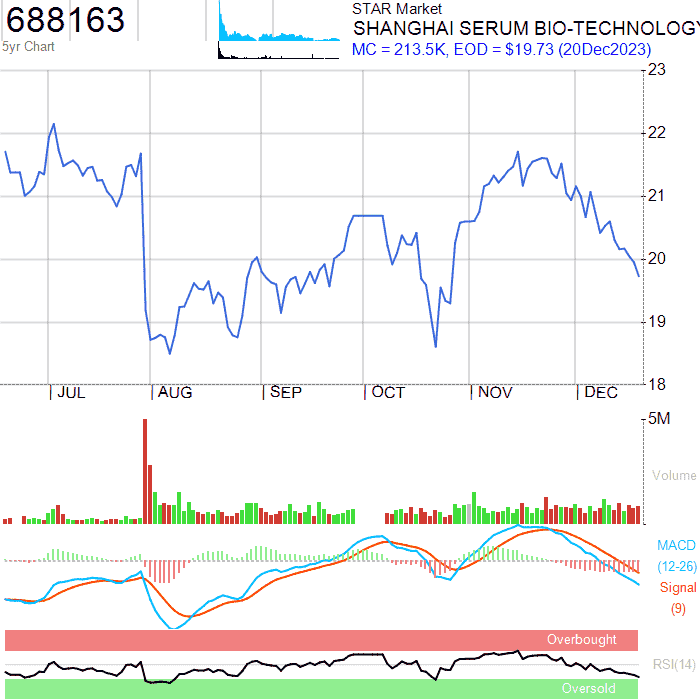 688163
5yr Chart
STAR Market
SHANGHAI SERUM BIO-TECHNOLOGY
MC = 213.5K, EOD = $19.73 (20Dec2023)
23
22
21
20
19
18
JUL AUG SEP OCT NOV DEC
5M
Volume
MACD
(12-26)
Signal
(9)
Overbought
RSI(14)
Oversold